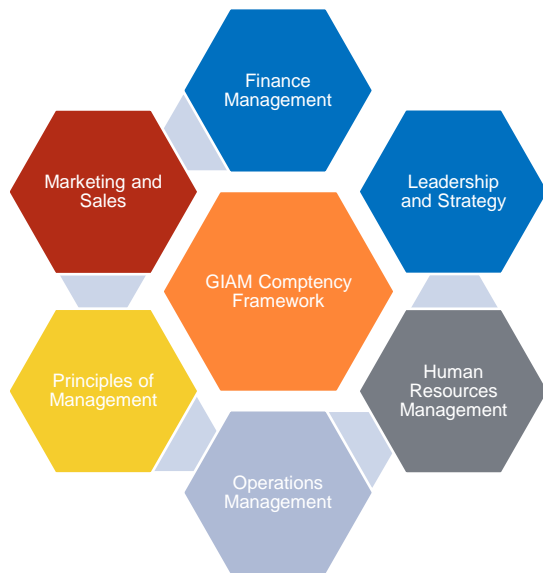 Finance
Management
Marketing and
Sales
Leadership
and Strategy
GIAM Comptency
Framework
Principles of
Management
Human
Resources
Management
Operations
Management